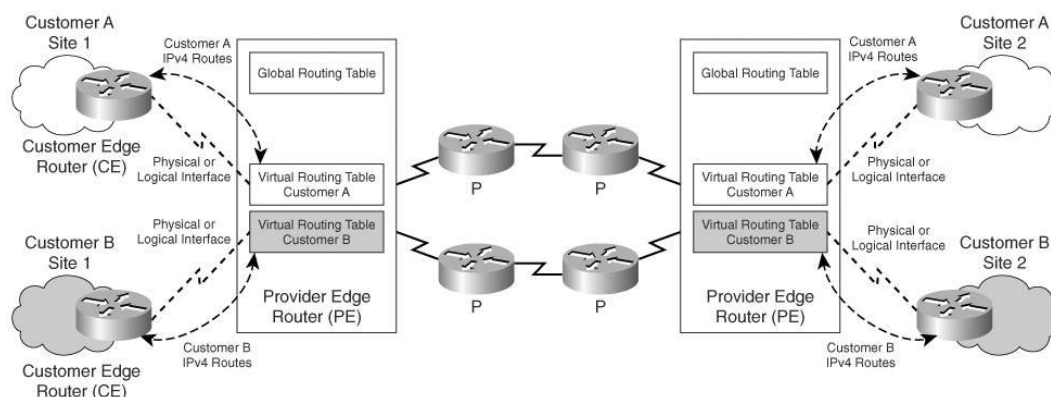 Customer A
Site 1
Customer A
IPv4 Routes
Customer Edge
Router (CE)
Physical or
Logical Interface
Global Routing Table
Virtual Routing Table
Customer A
Physical or
Logical Interface
Virtual Routing Table
Customer B
Customer B
Site 1
Provider Edge
Router (PE)
Customer B
IPv4 Routes
Customer Edge
Router (CE)
P
P
P
P
Global Routing Table
Virtual Routing Table
Customer A
Virtual Routing Table
Customer B
Provider Edge
Router (PE)
Customer A
IPv4 Routes
Customer A
Site 2
Physical or
Logical Interface
Physical or
Logical Interface
Customer B
Site 2
Customer B
IPv4 Routes